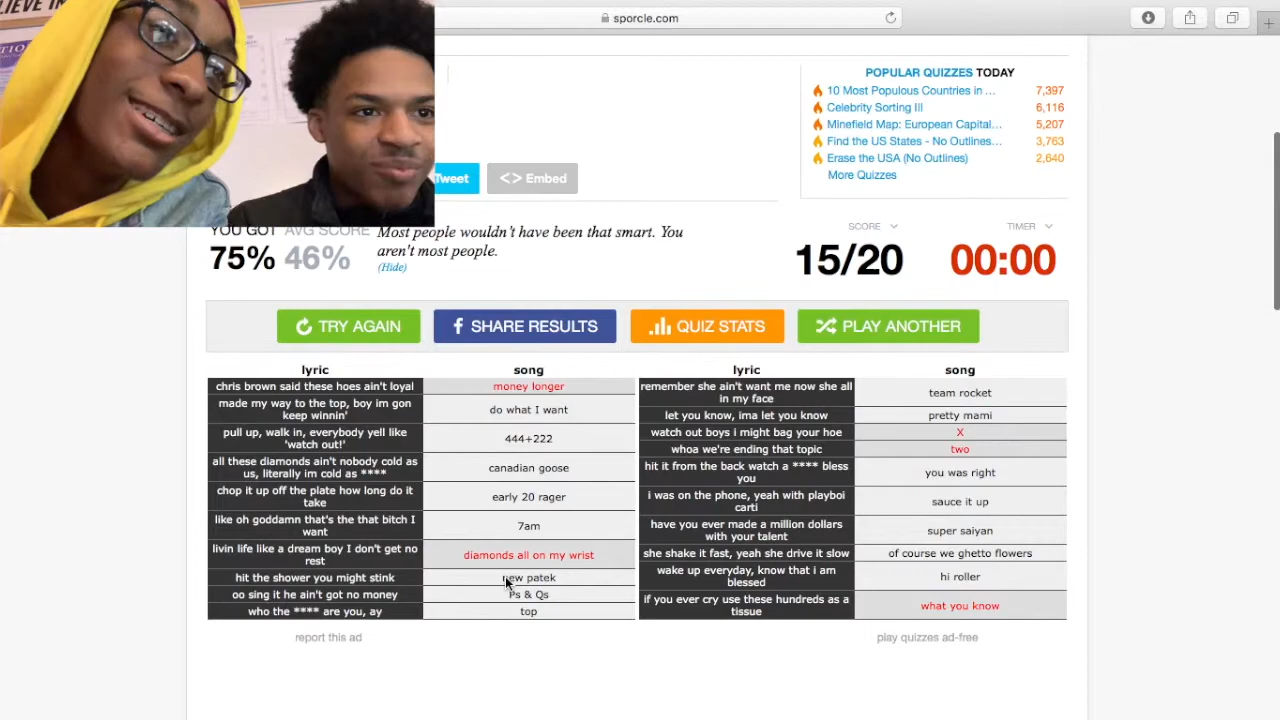 LIEVE IN
sporcle.com
POPULAR QUIZZES TODAY
10 Most Populous Countries in ... 7,397
Celebrity Sorting III 6,116
Minefield Map: European Capital... 5,207
Find the US States - No Outlines... 3,763
Erase the USA (No Outlines) 2,640
More Quizzes
Tweet <> Embed
YOU GOT AVG SCORE
75% 46%
Most people wouldn't have been that smart. You
aren't most people.
(Hide)
SCORE TIMER
15/20 00:00
TRY AGAIN SHARE RESULTS QUIZ STATS PLAY ANOTHER
lyric song
chris brown said these hoes ain't loyal money longer
made my way to the top, boy im gon do what I want
keep winnin'
pull up, walk in, everybody yell like 444+222
'watch out!'
all these diamonds ain't nobody cold as canadian goose
us, literally im cold as ****
chop it up off the plate how long do it early 20 rager
take
like oh goddamn that's the that bitch I 7am
want
livin life like a dream boy I don't get no diamonds all on my wrist
rest
hit the shower you might stink new patek
oo sing it he ain't got no money Ps & Qs
who the **** are you, ay top
lyric song
remember she ain't want me now she all team rocket
in my face
let you know, ima let you know pretty mami
watch out boys i might bag your hoe X
whoa we're ending that topic two
hit it from the back watch a **** bless you was right
you
i was on the phone, yeah with playboi sauce it up
carti
have you ever made a million dollars super saiyan
with your talent
she shake it fast, yeah she drive it slow of course we ghetto flowers
wake up everyday, know that i am hi roller
blessed
if you ever cry use these hundreds as a what you know
tissue
report this ad play quizzes ad-free